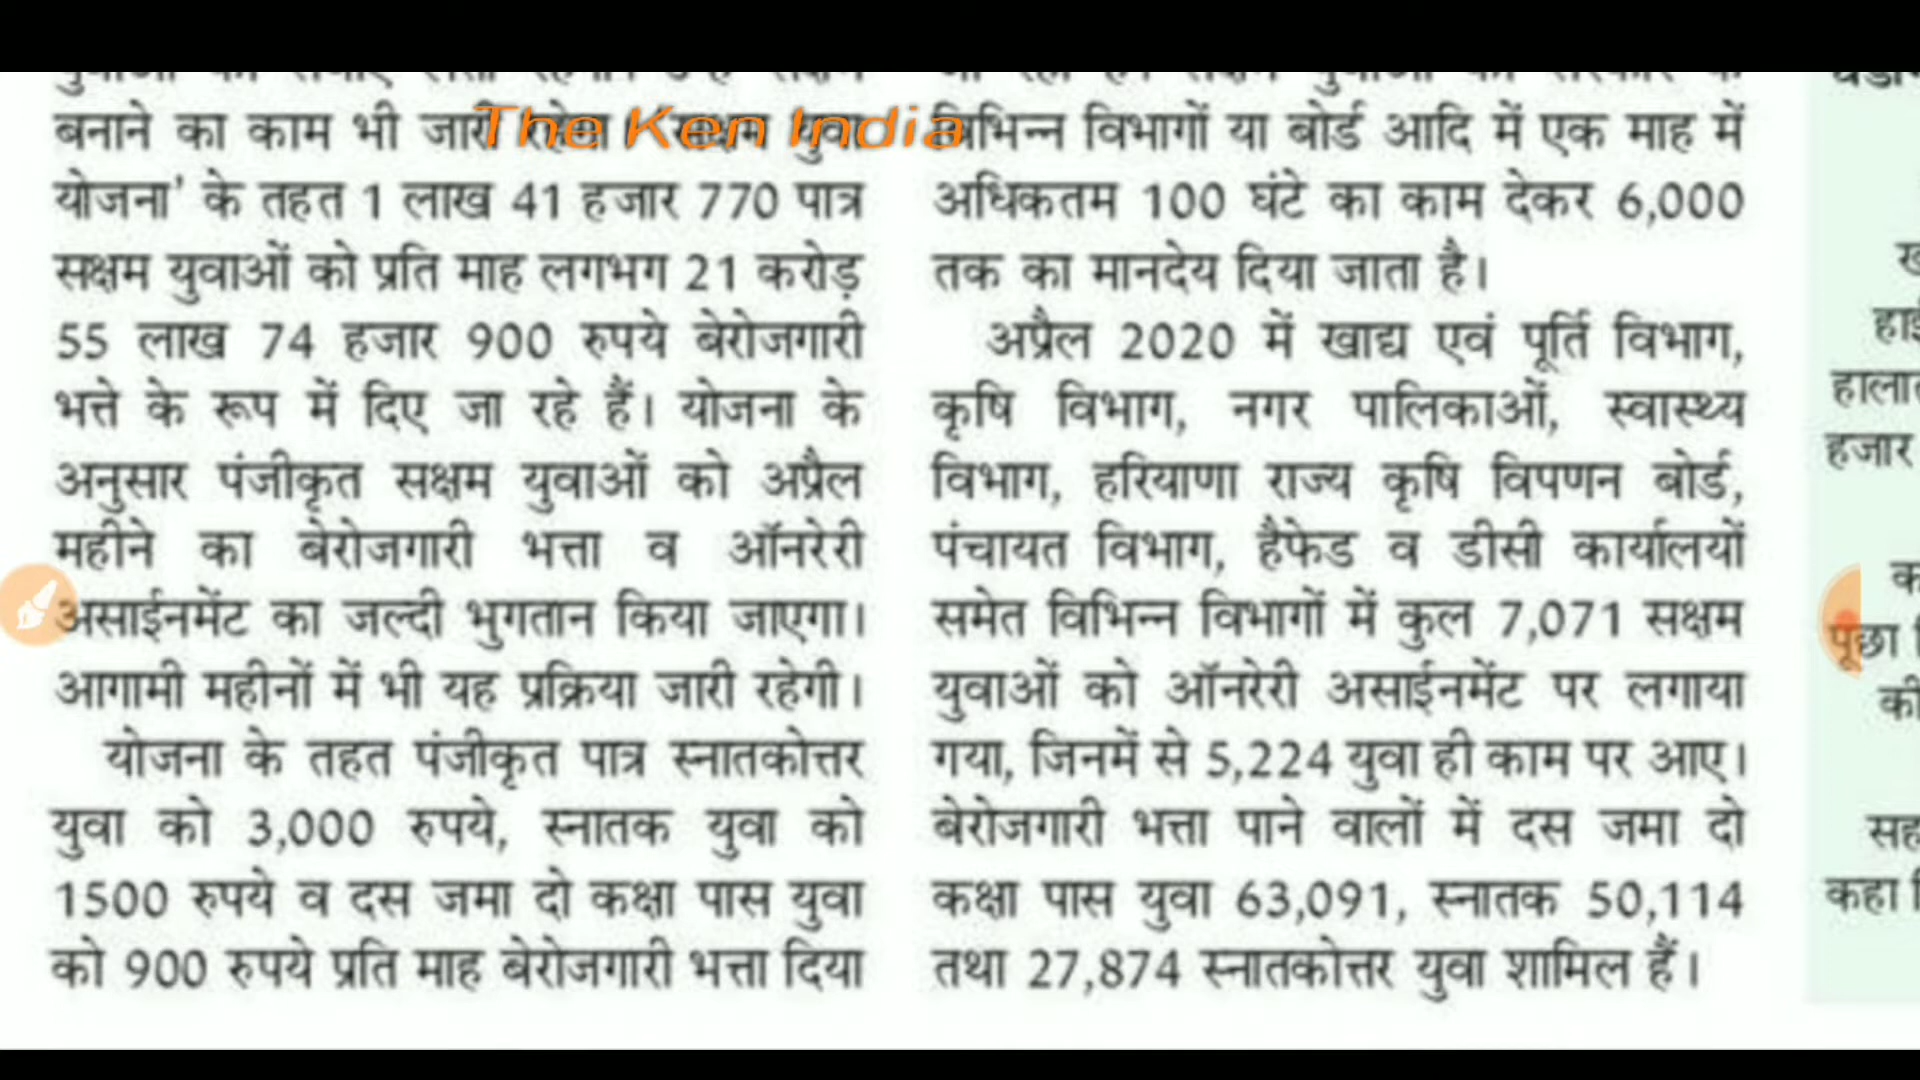 The Ken India
बनाने का काम भी जारी रहेगा। 'सक्षम युवा
योजना' के तहत 1 लाख 41 हजार 770 पात्र
सक्षम युवाओं को प्रति माह लगभग 21 करोड़
55 लाख 74 हजार 900 रुपये बेरोजगारी
भत्ते के रूप में दिए जा रहे हैं। योजना के
अनुसार पंजीकृत सक्षम युवाओं को अप्रैल
महीने का बेरोजगारी भत्ता व ऑनरेरी
असाईनमेंट का जल्दी भुगतान किया जाएगा।
आगामी महीनों में भी यह प्रक्रिया जारी रहेगी।
योजना के तहत पंजीकृत पात्र स्नातकोत्तर
युवा को 3,000 रुपये, स्नातक युवा को
1500 रुपये व दस जमा दो कक्षा पास युवा
को 900 रुपये प्रति माह बेरोजगारी भत्ता दिया
विभिन्न विभागों या बोर्ड आदि में एक माह में
अधिकतम 100 घंटे का काम देकर 6,000
तक का मानदेय दिया जाता है।
अप्रैल 2020 में खाद्य एवं पूर्ति विभाग,
कृषि विभाग, नगर पालिकाओं, स्वास्थ्य
विभाग, हरियाणा राज्य कृषि विपणन बोर्ड,
पंचायत विभाग, हैफेड व डीसी कार्यालयों
समेत विभिन्न विभागों में कुल 7,071 सक्षम
युवाओं को ऑनरेरी असाईनमेंट पर लगाया
गया, जिनमें से 5,224 युवा ही काम पर आए।
बेरोजगारी भत्ता पाने वालों में दस जमा दो
कक्षा पास युवा 63,091, स्नातक 50,114
तथा 27,874 स्नातकोत्तर युवा शामिल हैं।
हजार
पूछा
की
कहा